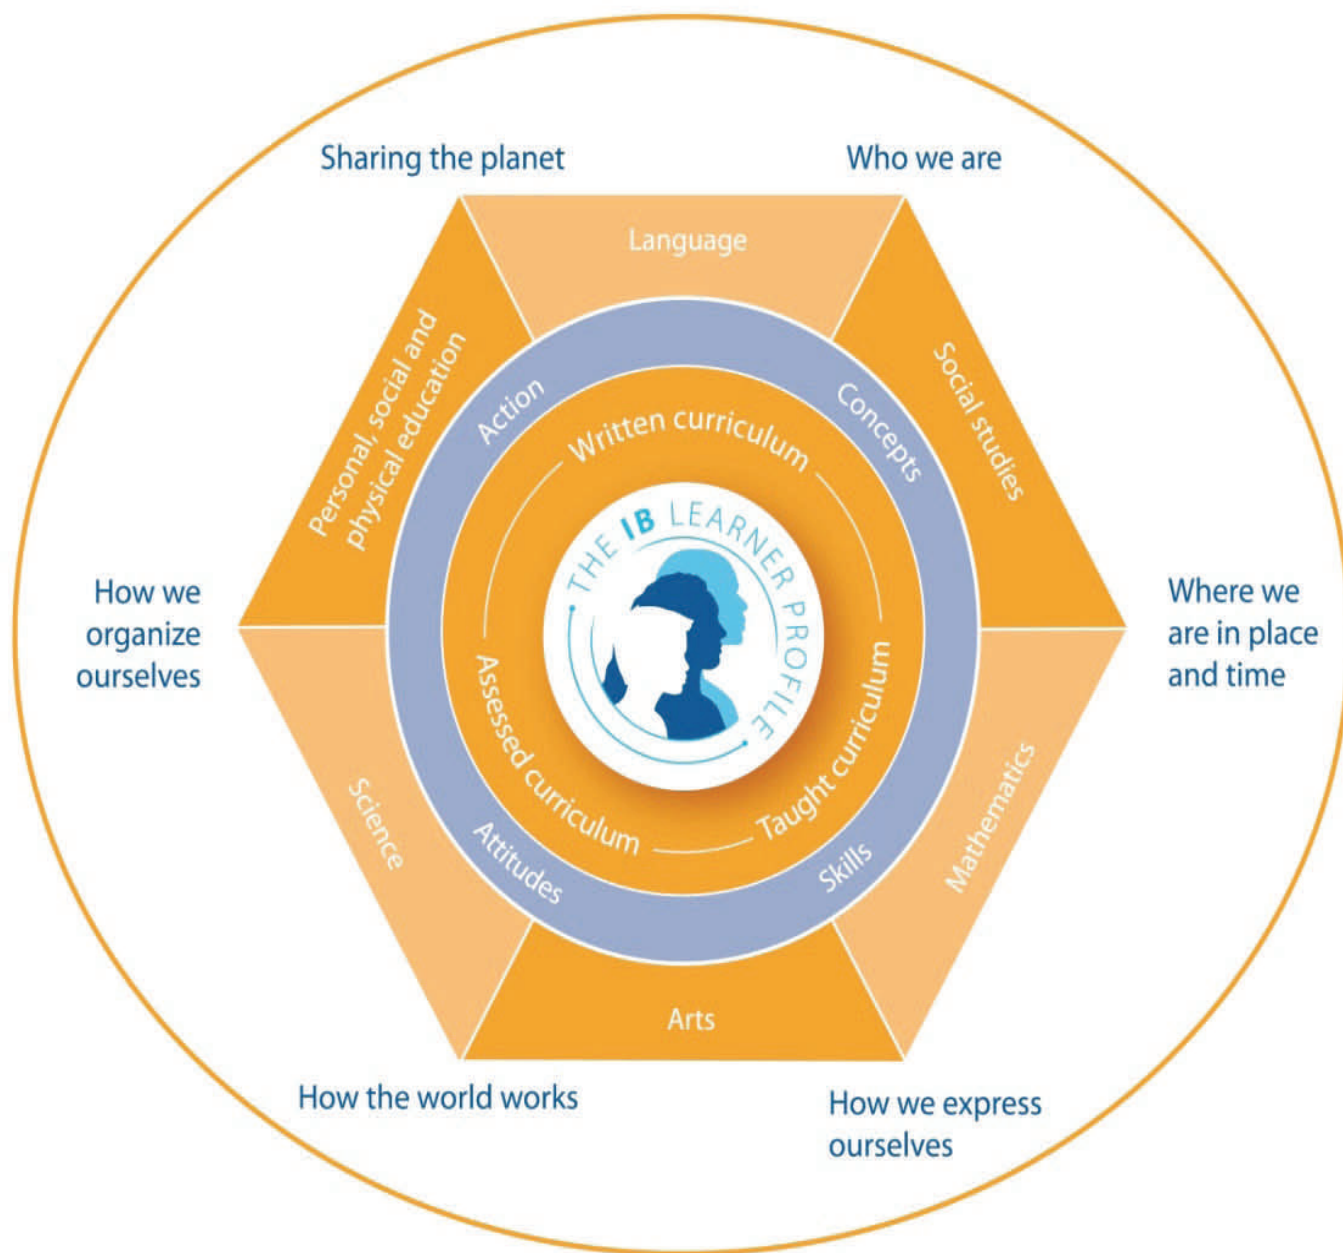 Sharing the planet
Who we are
Language
Personal, social and
physical education
Social studies
Action
Concepts
Written curriculum
THE IB LEARNER PROFILE
How we
organize
ourselves
Where we
are in place
and time
Assessed curriculum
Taught curriculum
Science
Mathematics
Attitudes
Skills
Arts
How the world works
How we express
ourselves